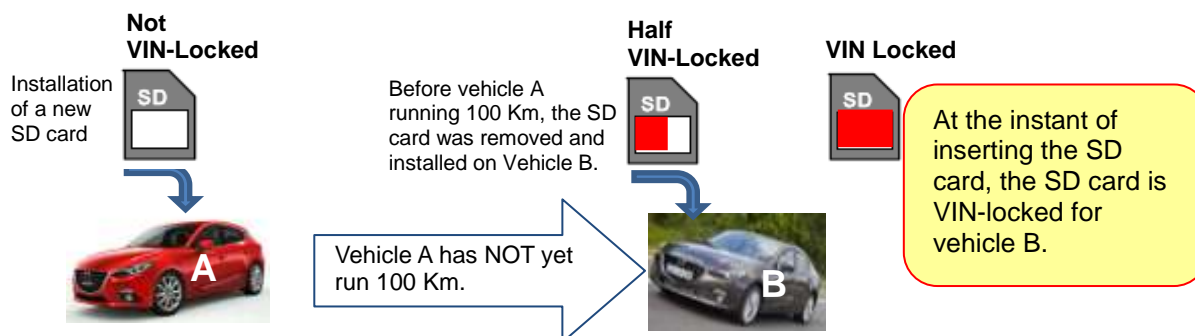 Not
VIN-Locked
Installation
of a new
SD card
SD
A
Before vehicle A
running 100 Km, the SD
card was removed and
installed on Vehicle B.
Vehicle A has NOT yet
run 100 Km.
Half
VIN-Locked
SD
B
VIN Locked
SD
At the instant of
inserting the SD
card, the SD card is
VIN-locked for
vehicle B.